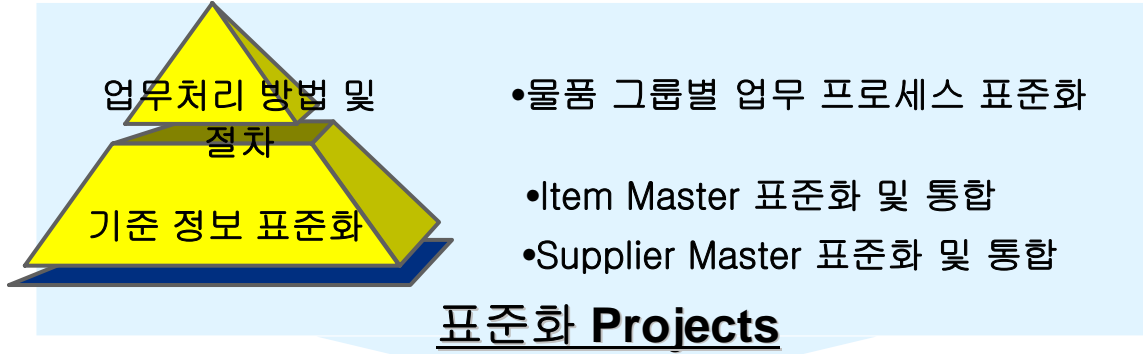 업무처리 방법 및
절차
•물품 그룹별 업무 프로세스 표준화
기준 정보 표준화
•Item Master 표준화 및 통합
•Supplier Master 표준화 및 통합
표준화 Projects